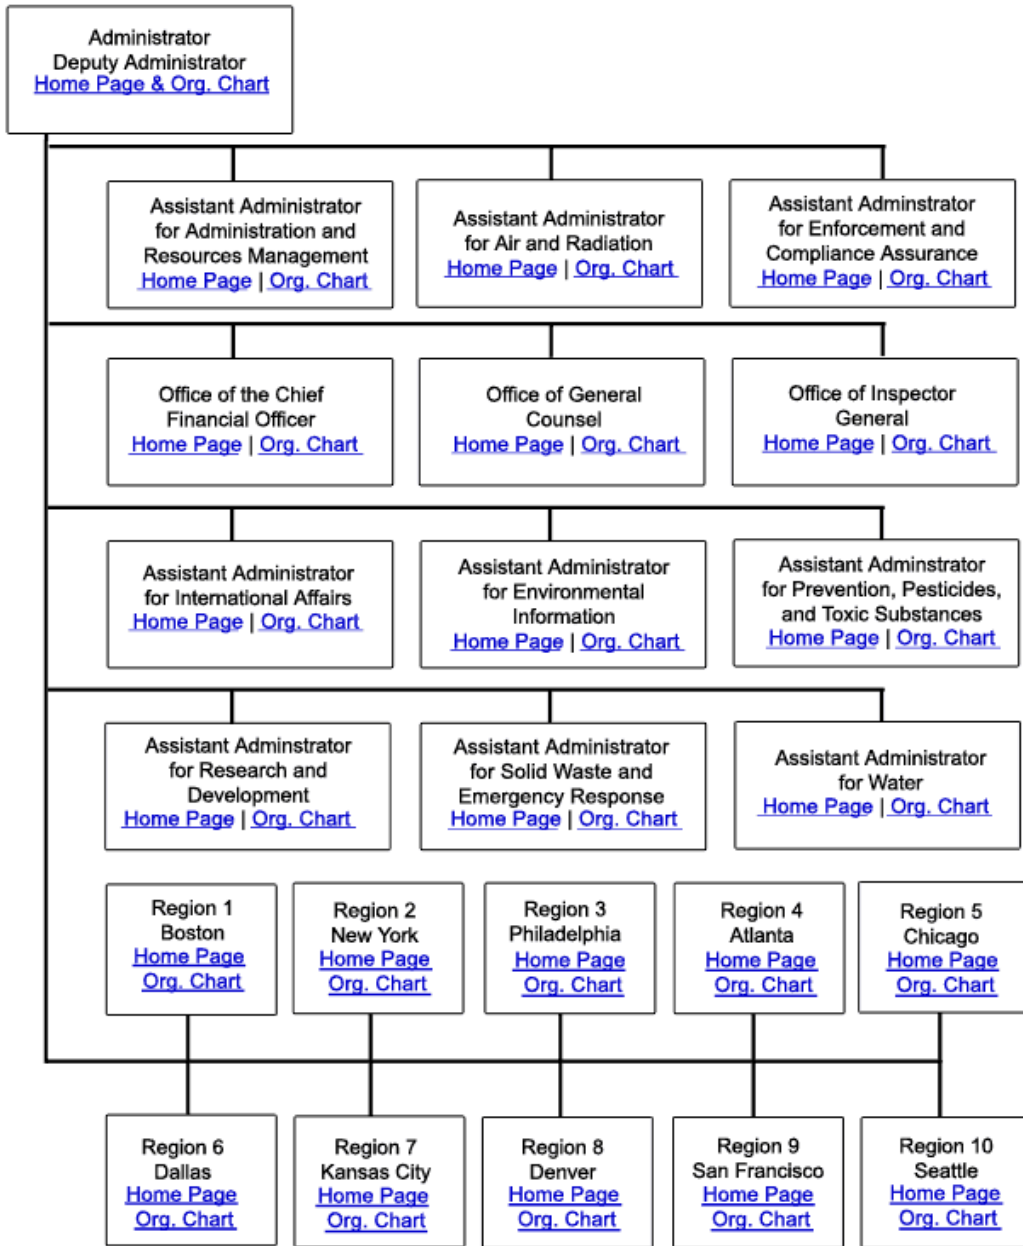 Administrator
Deputy Administrator
Home Page & Org. Chart
Assistant Administrator
for Administration and
Resources Management
Home Page | Org. Chart
Assistant Administrator
for Air and Radiation
Home Page | Org. Chart
Assistant Adminstrator
for Enforcement and
Compliance Assurance
Home Page | Org. Chart
Office of the Chief
Financial Officer
Home Page | Org. Chart
Office of General
Counsel
Home Page | Org. Chart
Office of Inspector
General
Home Page | Org. Chart
Assistant Administrator
for International Affairs
Home Page | Org. Chart
Assistant Administrator
for Environmental
Information
Home Page | Org. Chart
Assistant Adminstrator
for Prevention, Pesticides,
and Toxic Substances
Home Page | Org. Chart
Assistant Adminstrator
for Research and
Development
Home Page | Org. Chart
Assistant Administrator
for Solid Waste and
Emergency Response
Home Page | Org. Chart
Assistant Administrator
for Water
Home Page | Org. Chart
Region 1
Boston
Home Page
Org. Chart
Region 2
New York
Home Page
Org. Chart
Region 3
Philadelphia
Home Page
Org. Chart
Region 4
Atlanta
Home Page
Org. Chart
Region 5
Chicago
Home Page
Org. Chart
Region 6
Dallas
Home Page
Org. Chart
Region 7
Kansas City
Home Page
Org. Chart
Region 8
Denver
Home Page
Org. Chart
Region 9
San Francisco
Home Page
Org. Chart
Region 10
Seattle
Home Page
Org. Chart